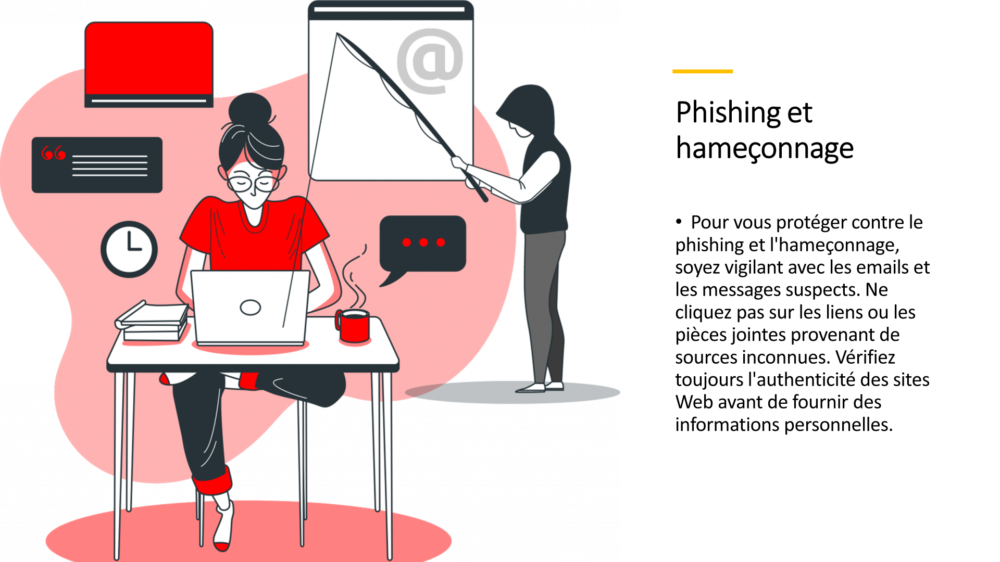 @
Phishing et
hameçonnage
• Pour vous protéger contre le
phishing et l'hameçonnage,
soyez vigilant avec les emails et
les messages suspects. Ne
cliquez pas sur les liens ou les
pièces jointes provenant de
sources inconnues. Vérifiez
toujours l'authenticité des sites
Web avant de fournir des
informations personnelles.